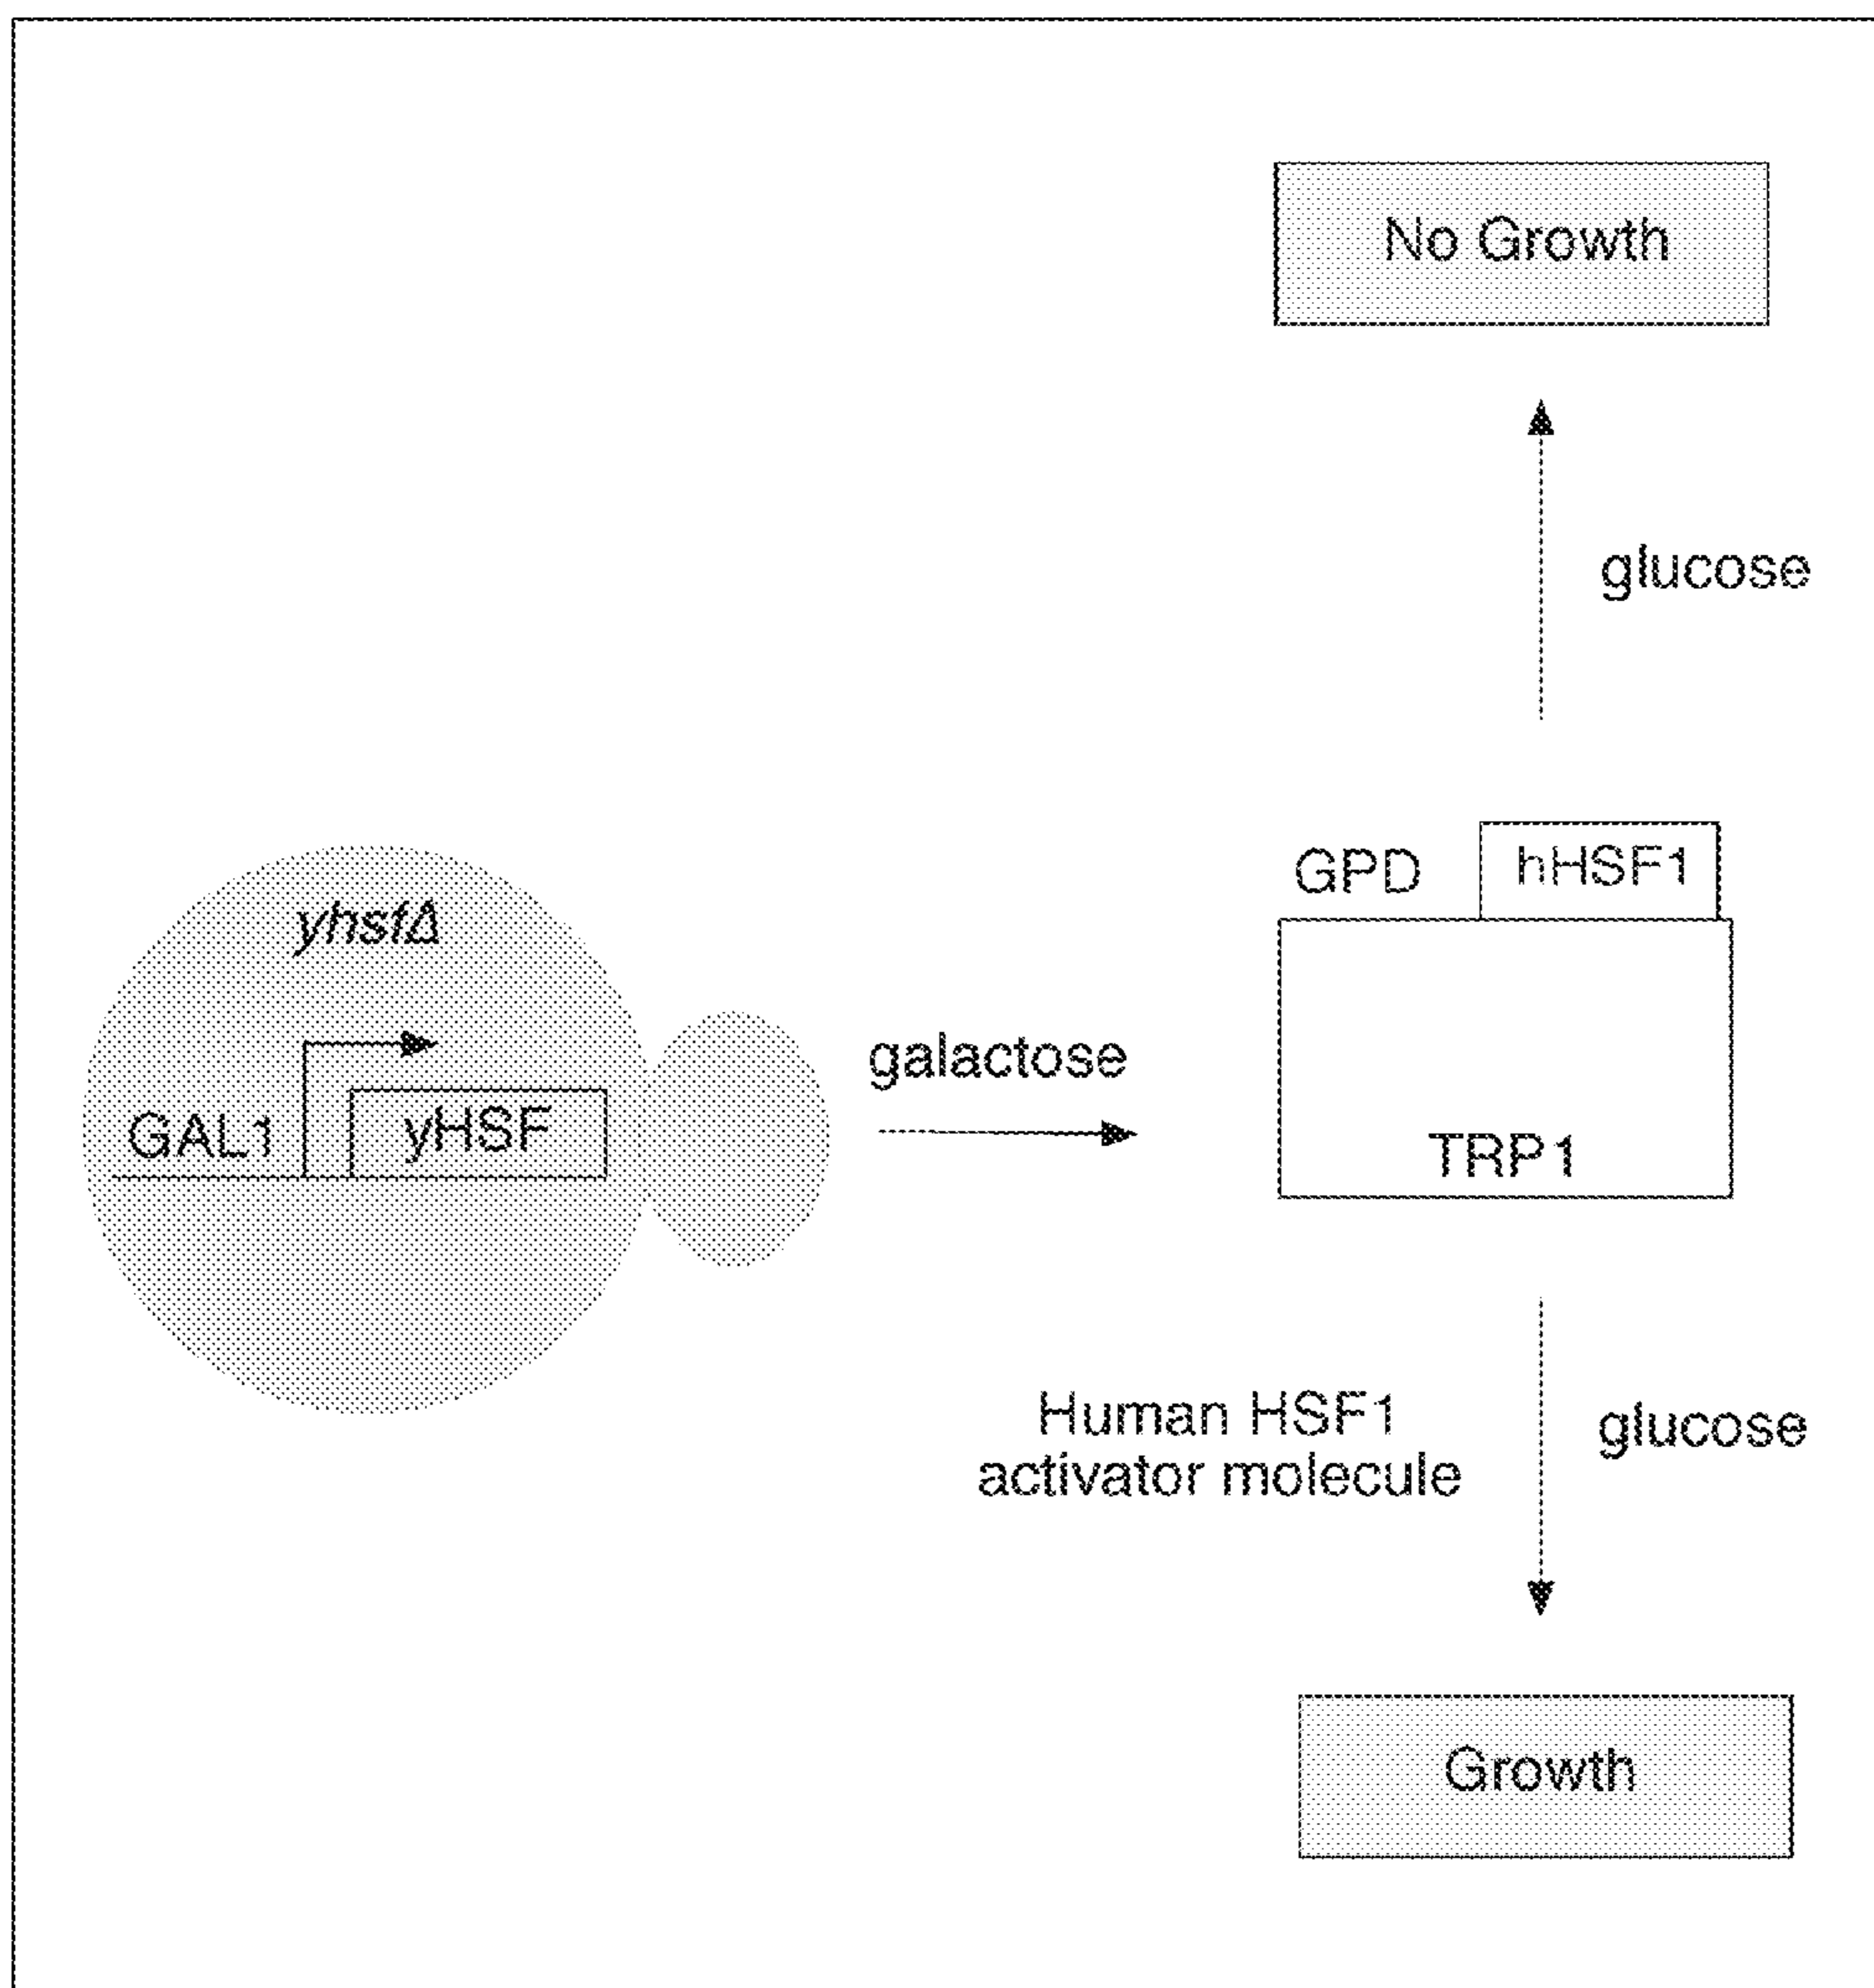 No Growth
glucose
GPD
hHSF1
yhsfΔ
galactose
GAL1
yHSF
TRP1
Human HSF1
activator molecule
glucose
Growth